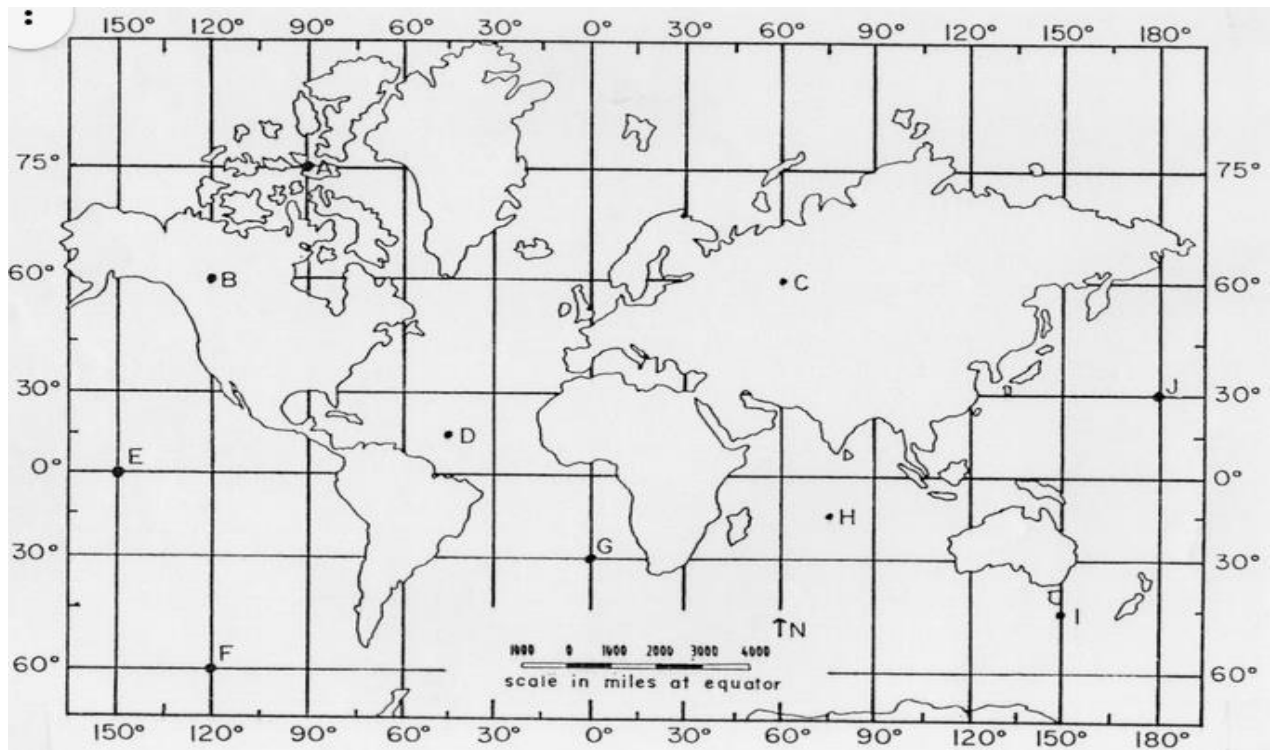 150° 120° 90° 60° 30° 0° 30° 60° 90° 120° 150° 180°
75° A 75°
60° B C 60°
30° J 30°
D
E
0° 0°
H
G
30° 30°
I
N
F
1000 0 1000 2000 3000 4000
60° 60°
scale in miles at equator
150° 120° 90° 60° 30° 0° 30° 60° 90° 120° 150° 180°